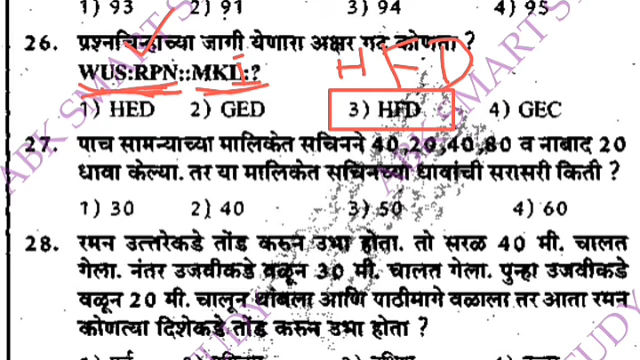 1) 93 2) 91 3) 94 4) 95
26. प्रश्नचिन्हाच्या जागी येणारा अक्षर गट कोणता ?
WUS:RPN::MKI:?
HFD
1) HED 2) GED 3) HFD 4) GEC
27. पाच सामन्याच्या मालिकेत सचिनने 40,20,40,80 व नाबाद 20
धावा केल्या. तर या मालिकेत सचिनच्या धावांची सरासरी किती ?
1) 30 2) 40 3) 50 4) 60
28. रमन उत्तरेकडे तोंड करुन उभा होता. तो सरळ 40 मी. चालत
गेला. नंतर उजवीकडे वळून 30 मी. चालत गेला. पुन्हा उजवीकडे
वळून 20 मी. चालून थांबला आणि पाठीमागे वळाला तर आता रमन
कोणत्या दिशेकडे तोंड करुन उभा होता ?
ABK SMART STUDY